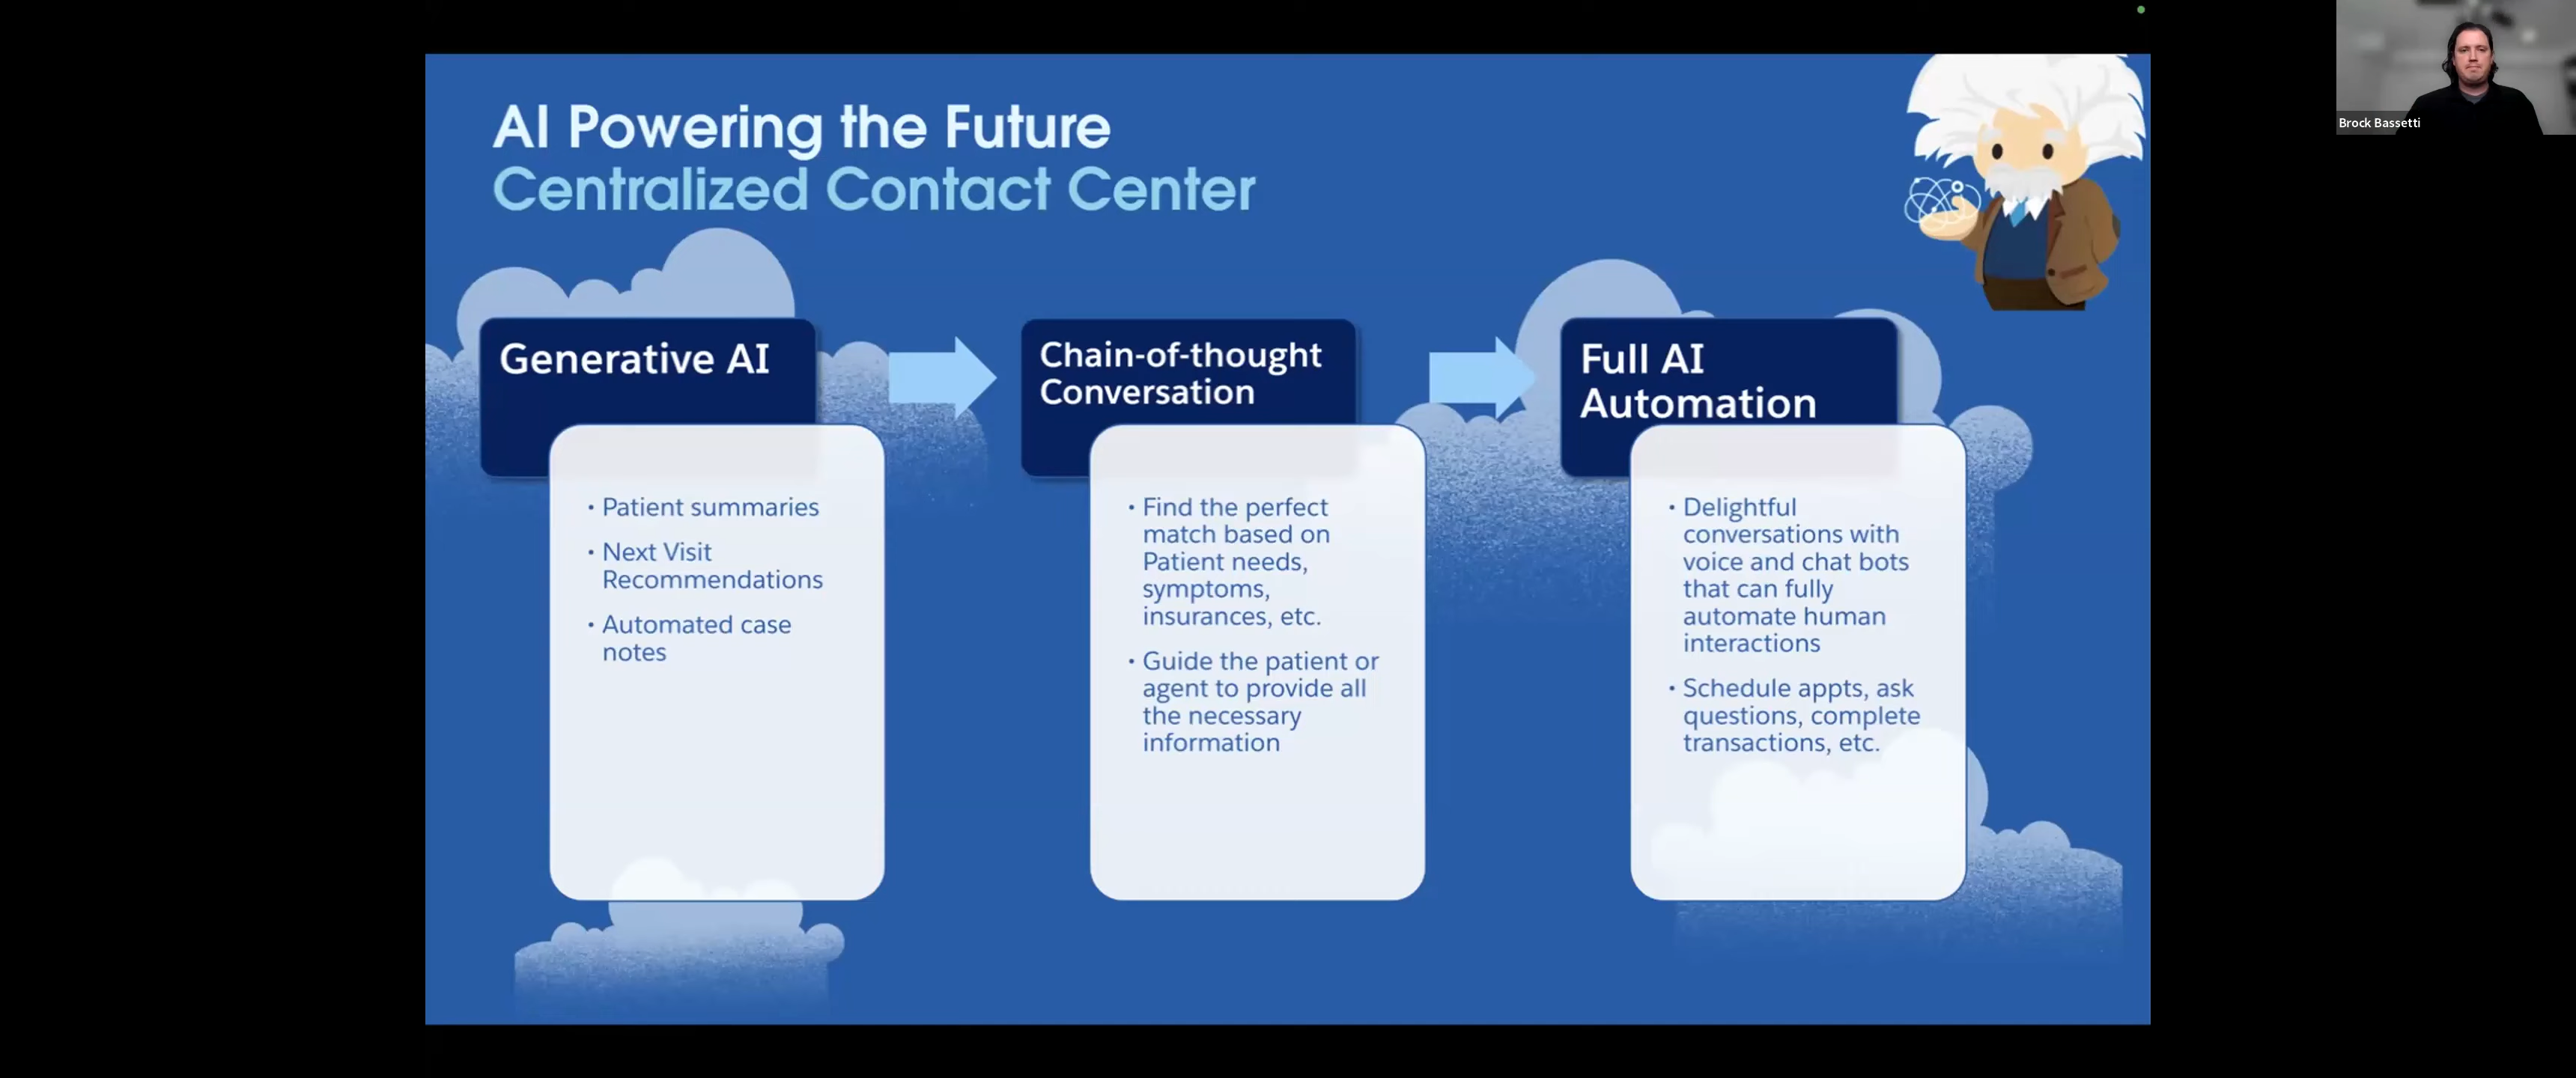 AI Powering the Future
Centralized Contact Center
Generative AI
• Patient summaries
• Next Visit
Recommendations
• Automated case
notes
Chain-of-thought
Conversation
• Find the perfect
match based on
Patient needs,
symptoms,
insurances, etc.
• Guide the patient or
agent to provide all
the necessary
information
Full AI
Automation
• Delightful
conversations with
voice and chat bots
that can fully
automate human
interactions
• Schedule appts, ask
questions, complete
transactions, etc.
Brock Bassetti